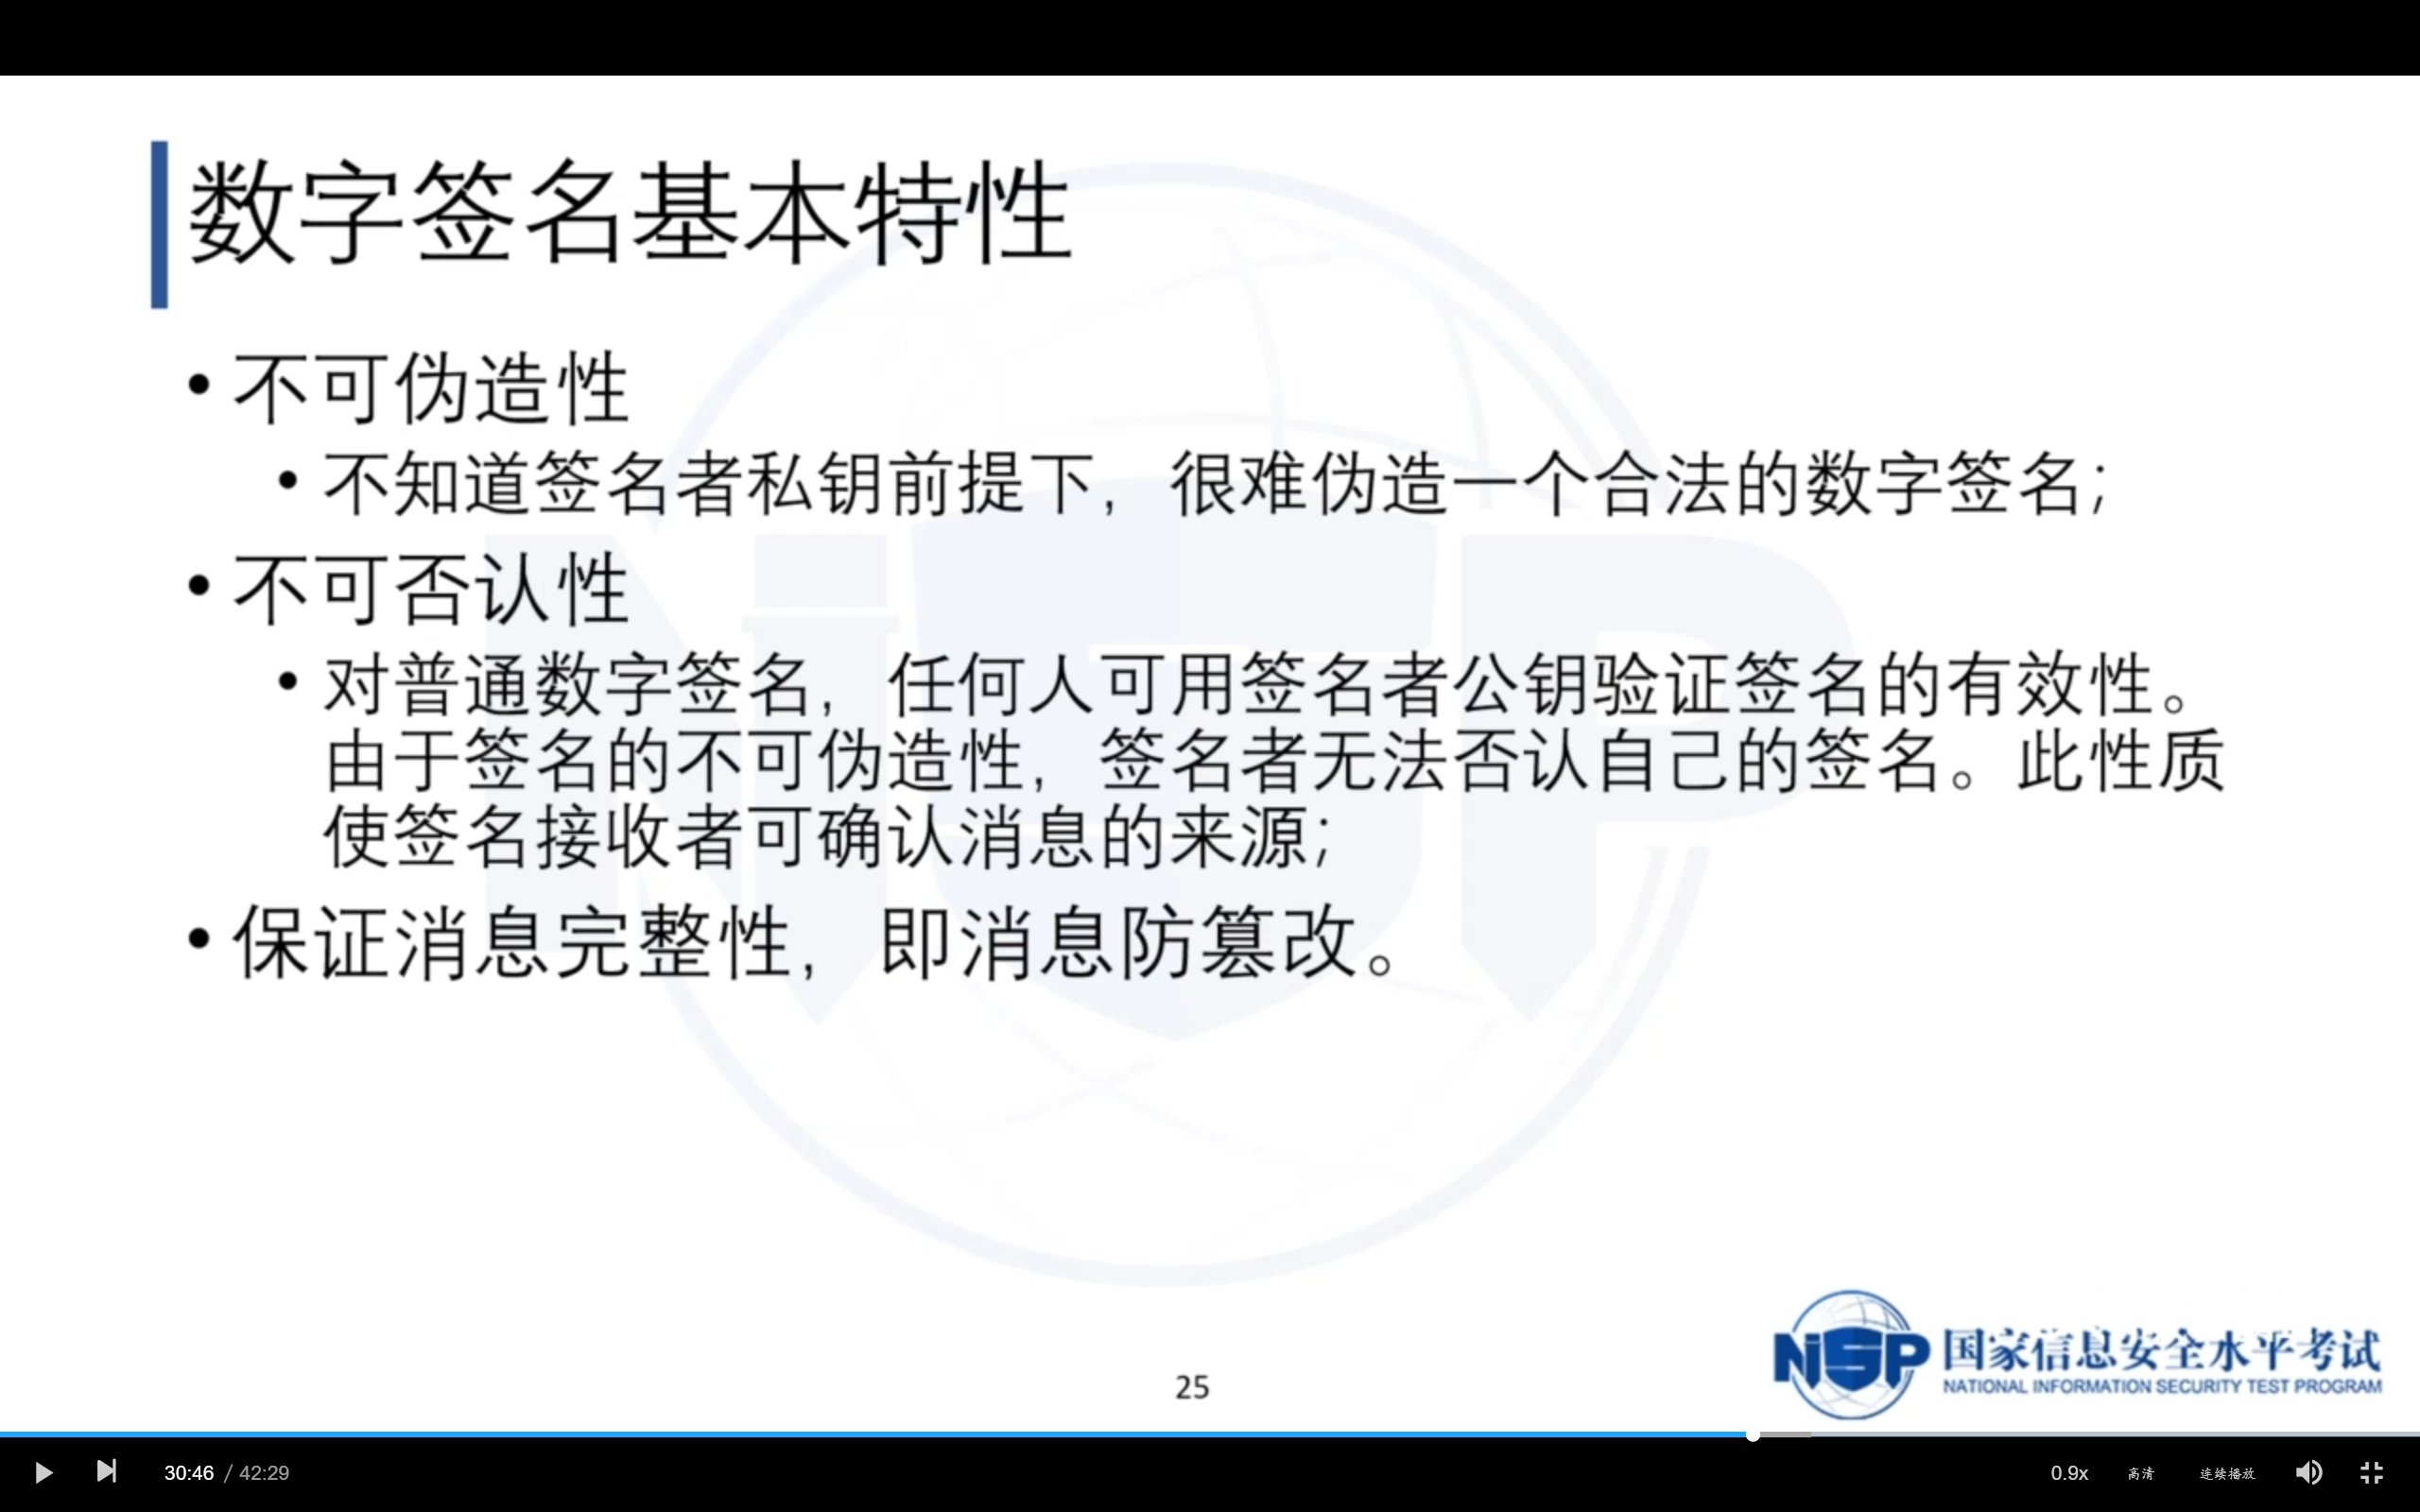 数字签名基本特性
• 不可伪造性
• 不知道签名者私钥前提下，很难伪造一个合法的数字签名；
• 不可否认性
• 对普通数字签名，任何人可用签名者公钥验证签名的有效性。
由于签名的不可伪造性，签名者无法否认自己的签名。此性质
使签名接收者可确认消息的来源；
• 保证消息完整性，即消息防篡改。
NSP
NISP 国家信息安全水平考试
NATIONAL INFORMATION SECURITY TEST PROGRAM
25
30:46 / 42:29
0.9x 高清 连续播放